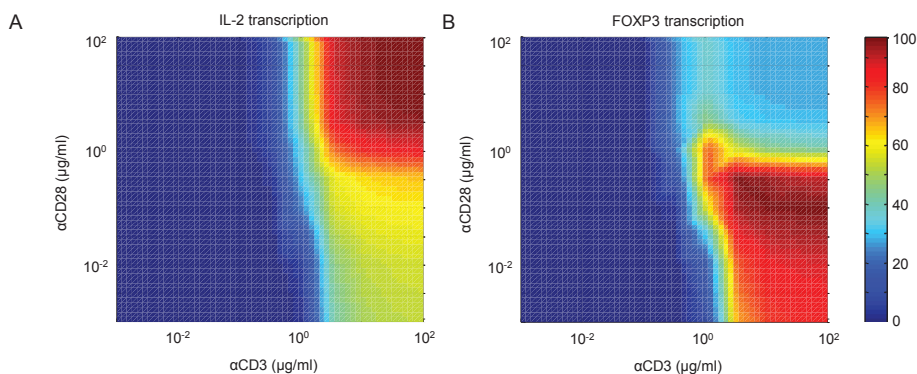 A
IL-2 transcription
αCD28 (µg/ml)
10²
10⁰
10⁻²
10⁻² 10⁰ 10²
αCD3 (µg/ml)
B
FOXP3 transcription
αCD28 (µg/ml)
10²
10⁰
10⁻²
10⁻² 10⁰ 10²
αCD3 (µg/ml)
100
80
60
40
20
0